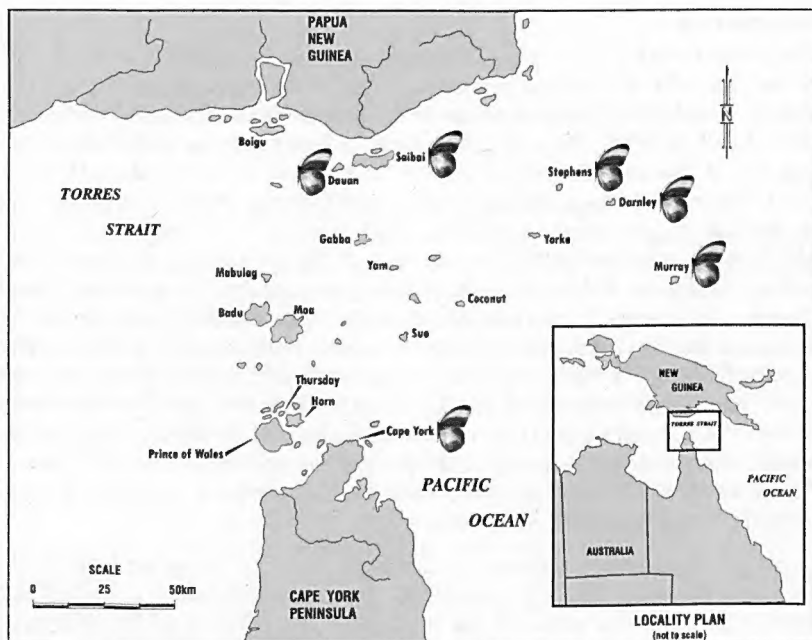 PAPUA
NEW
GUINEA
N
Boigu
Saibai
Dauan
Stephens
Darnley
TORRES
STRAIT
Gabba
Yorke
Yam
Murray
Mabuiag
Badu
Moa
Coconut
Sue
Thursday
Horn
Cape York
Prince of Wales
PACIFIC
OCEAN
SCALE
0 25 50km
CAPE YORK
PENINSULA
NEW
GUINEA
TORRES STRAIT
PACIFIC
OCEAN
AUSTRALIA
LOCALITY PLAN
(not to scale)